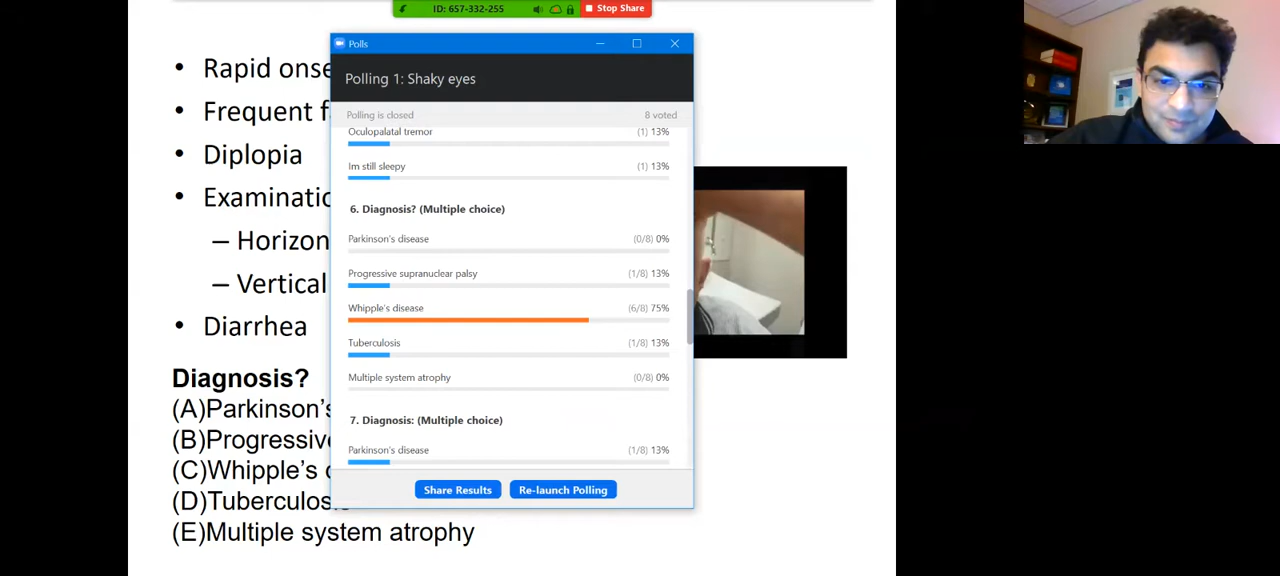 ID: 657-332-255
Stop Share
Polls
Polling 1: Shaky eyes
Polling is closed
8 voted
Oculopalatal tremor
(1) 13%
Im still sleepy
(1) 13%
6. Diagnosis? (Multiple choice)
Parkinson's disease
(0/8) 0%
Progressive supranuclear palsy
(1/8) 13%
Whipple's disease
(6/8) 75%
Tuberculosis
(1/8) 13%
Multiple system atrophy
(0/8) 0%
7. Diagnosis: (Multiple choice)
Parkinson's disease
(1/8) 13%
Share Results
Re-launch Polling
• Rapid
• Frequent
• Diplopia
•
– Horizon
– Vertical
• Diarrhea
Diagnosis?
(A)Parkinson's
(B)Progressive
(C)Whipple's
(D)Tuberculosis
(E)Multiple system atrophy